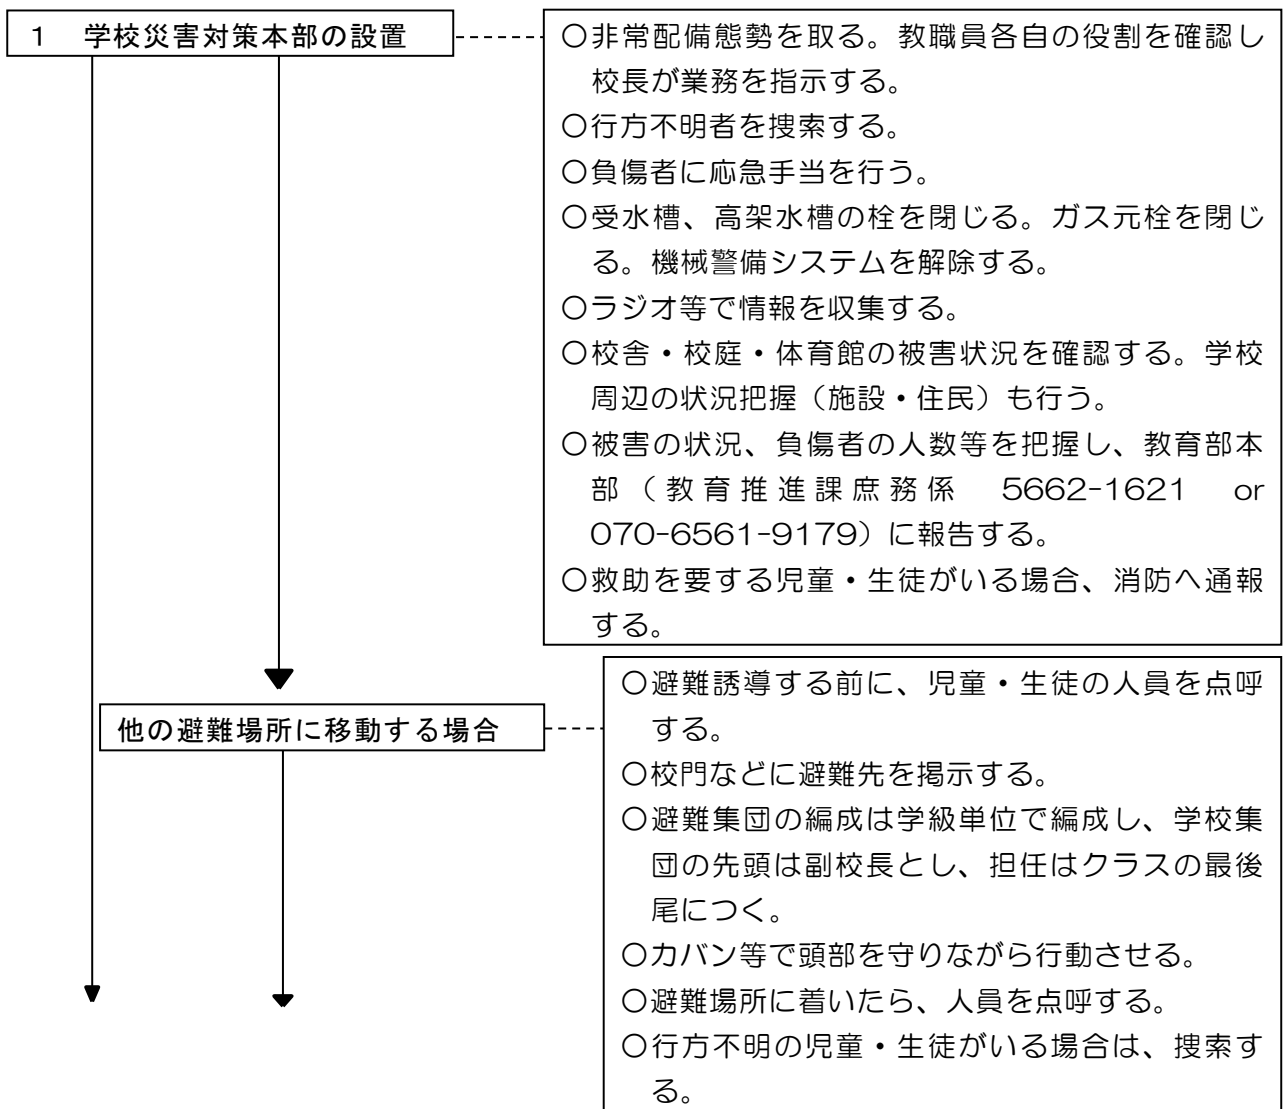 1 学校災害対策本部の設置
○非常配備態勢を取る。教職員各自の役割を確認し
校長が業務を指示する。
○行方不明者を捜索する。
○負傷者に応急手当を行う。
○受水槽、高架水槽の栓を閉じる。ガス元栓を閉じ
る。機械警備システムを解除する。
○ラジオ等で情報を収集する。
○校舎・校庭・体育館の被害状況を確認する。学校
周辺の状況把握（施設・住民）も行う。
○被害の状況、負傷者の人数等を把握し、教育部本
部（教育推進課庶務係 5662-1621 or
070-6561-9179）に報告する。
○救助を要する児童・生徒がいる場合、消防へ通報
する。
他の避難場所に移動する場合
○避難誘導する前に、児童・生徒の人員を点呼
する。
○校門などに避難先を掲示する。
○避難集団の編成は学級単位で編成し、学校集
団の先頭は副校長とし、担任はクラスの最後
尾につく。
○カバン等で頭部を守りながら行動させる。
○避難場所に着いたら、人員を点呼する。
○行方不明の児童・生徒がいる場合は、捜索す
る。